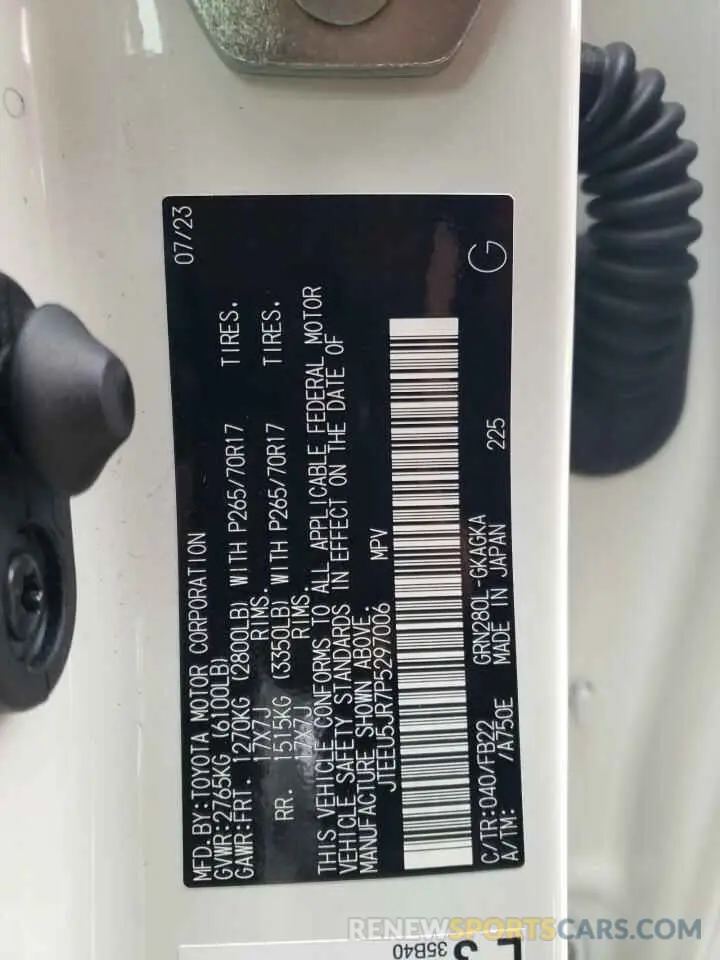 MFD.BY:TOYOTA MOTOR CORPORATION 07/23
GVWR:2765KG (6100LB)
GAWR:FRT. 1270KG (2800LB) WITH P265/70R17 TIRES.
17X7J RIMS.
RR. 1515KG (3350LB) WITH P265/70R17 TIRES.
17X7J RIMS.
THIS VEHICLE CONFORMS TO ALL APPLICABLE FEDERAL MOTOR
VEHICLE SAFETY STANDARDS IN EFFECT ON THE DATE OF
MANUFACTURE SHOWN ABOVE.
JTEEU5JR7P5297006 MPV
C/TR:040/FB22 GRN280L-GKAGKA
A/TM: /A750E MADE IN JAPAN 225
G
35B40
RENEWSPORTSCARS.COM